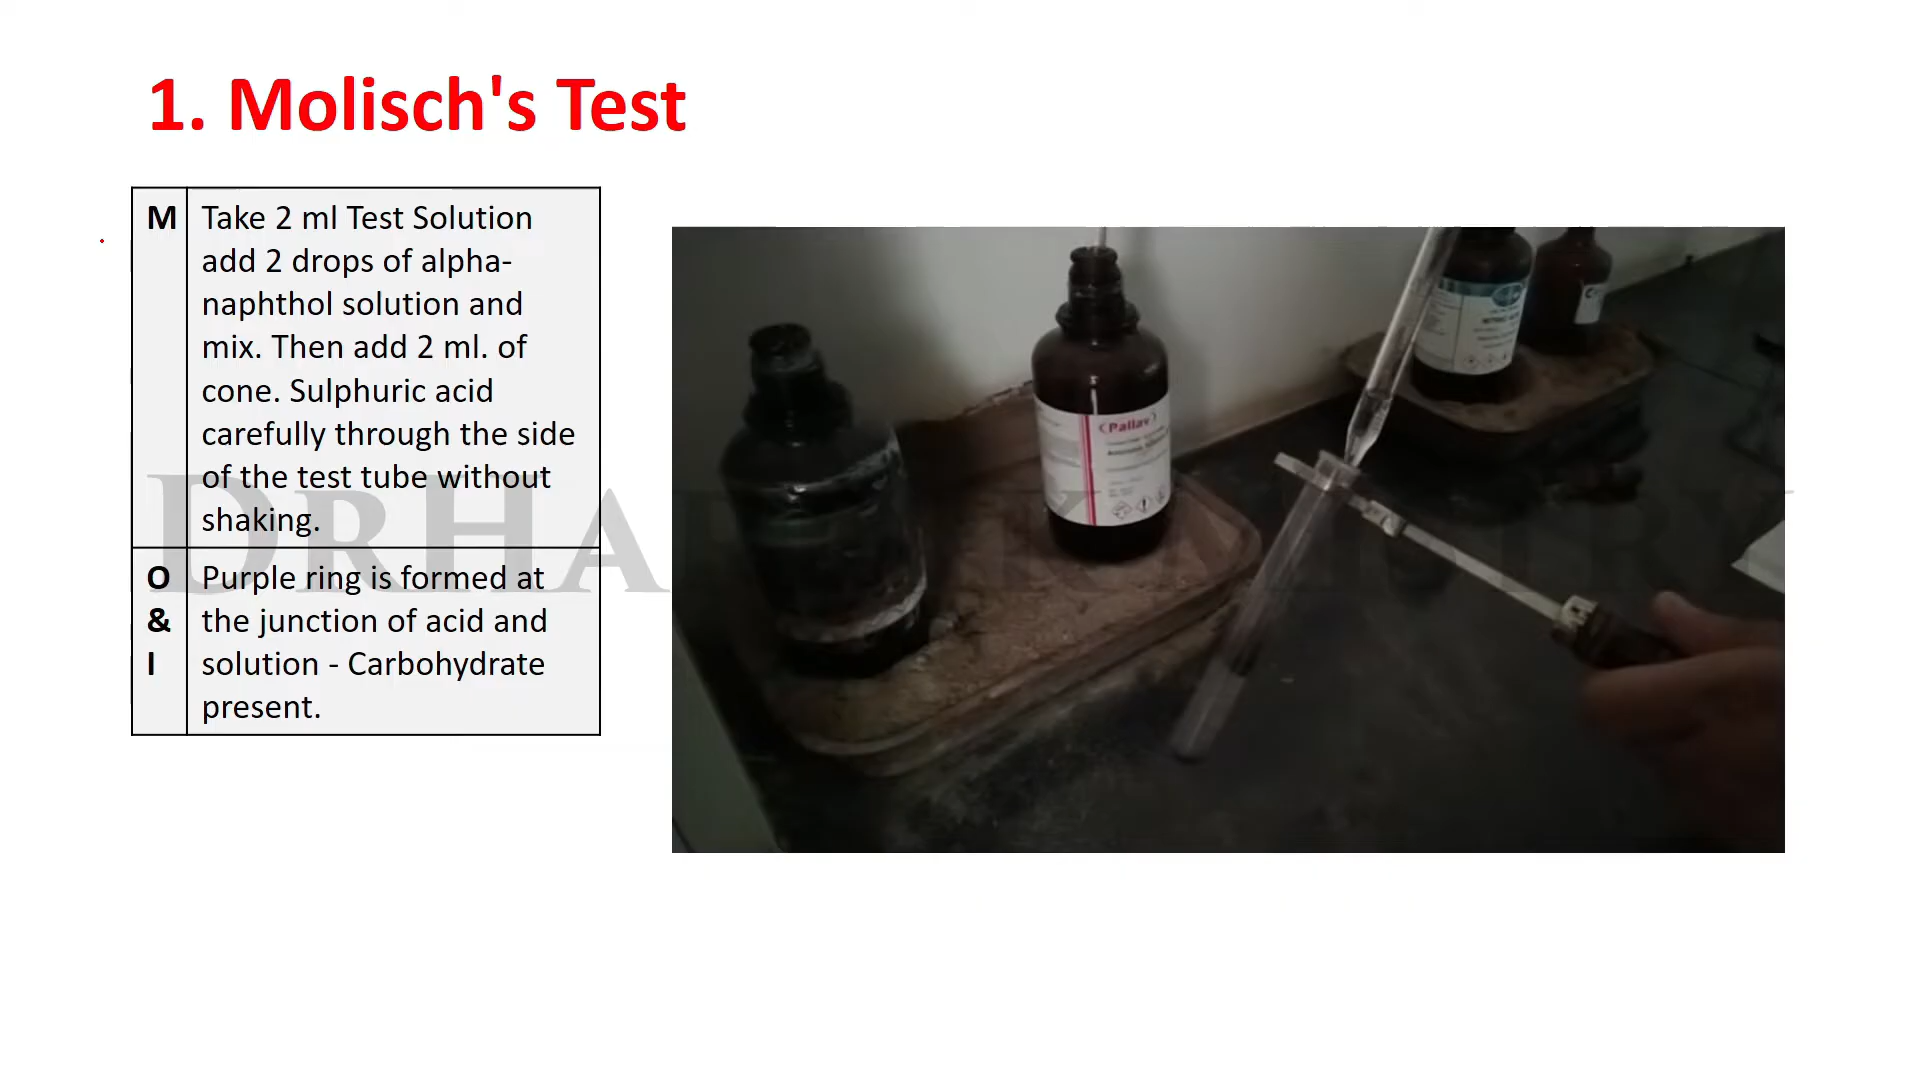 1. Molisch's Test
M
Take 2 ml Test Solution
add 2 drops of alpha-
naphthol solution and
mix. Then add 2 ml. of
cone. Sulphuric acid
carefully through the side
of the test tube without
shaking.
O
&
I
Purple ring is formed at
the junction of acid and
solution - Carbohydrate
present.
(Pallav)